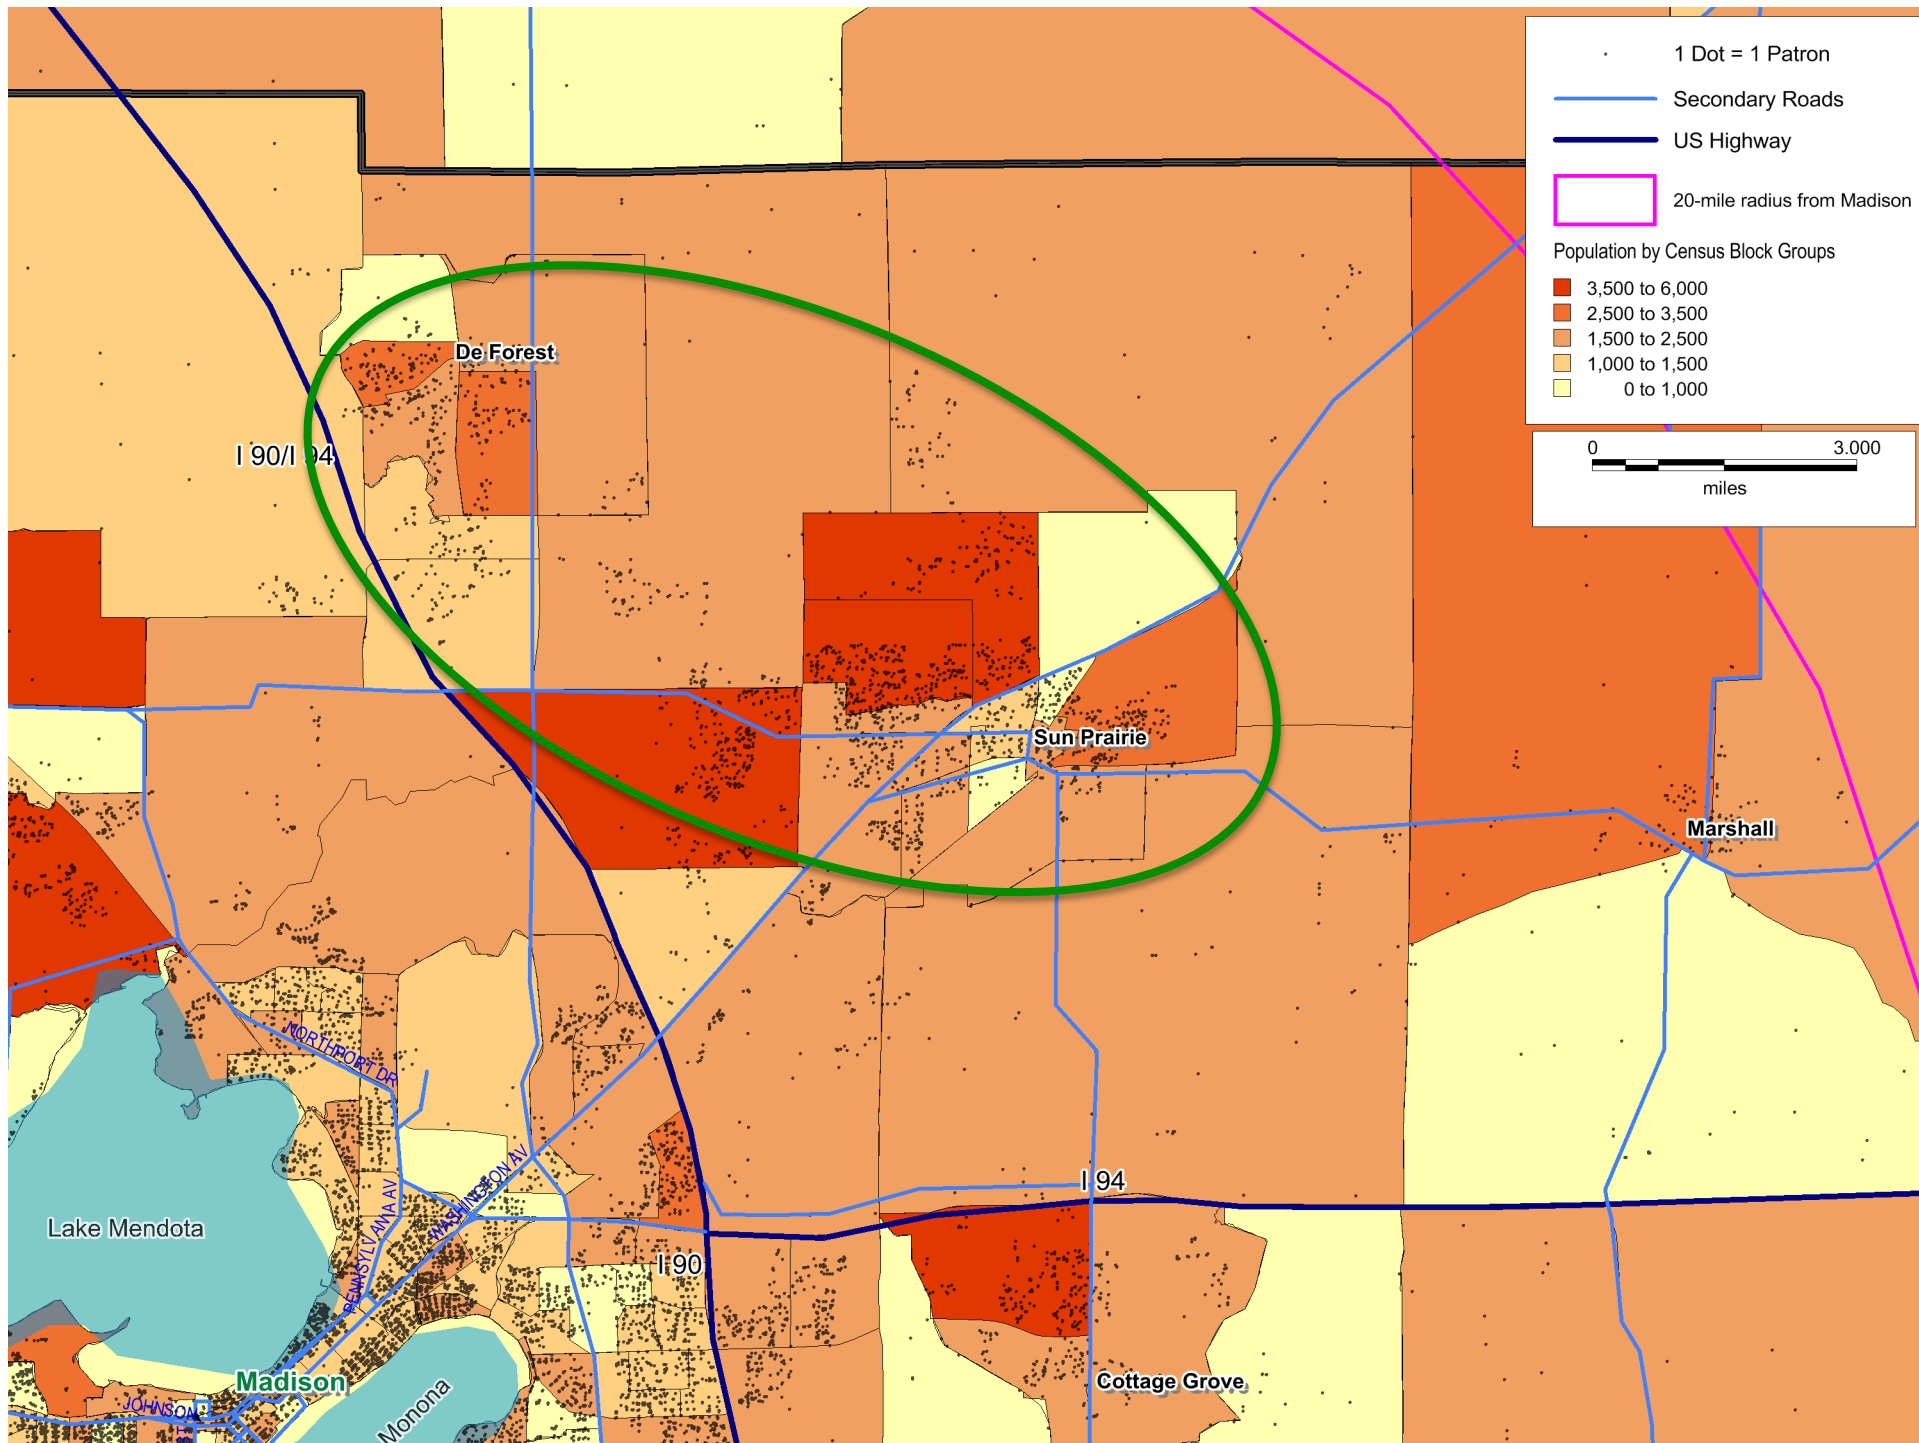 1 Dot = 1 Patron
Secondary Roads
US Highway
20-mile radius from Madison
Population by Census Block Groups
3,500 to 6,000
2,500 to 3,500
1,500 to 2,500
1,000 to 1,500
0 to 1,000
0 3.000
miles
De Forest
I 90/I 94
Sun Prairie
Marshall
NORTHPORT DR
I 94
WASHINGTON AV
PENNSYLVANIA AV
Lake Mendota
I 90
Madison
Cottage Grove
JOHNSON
ST
Monona